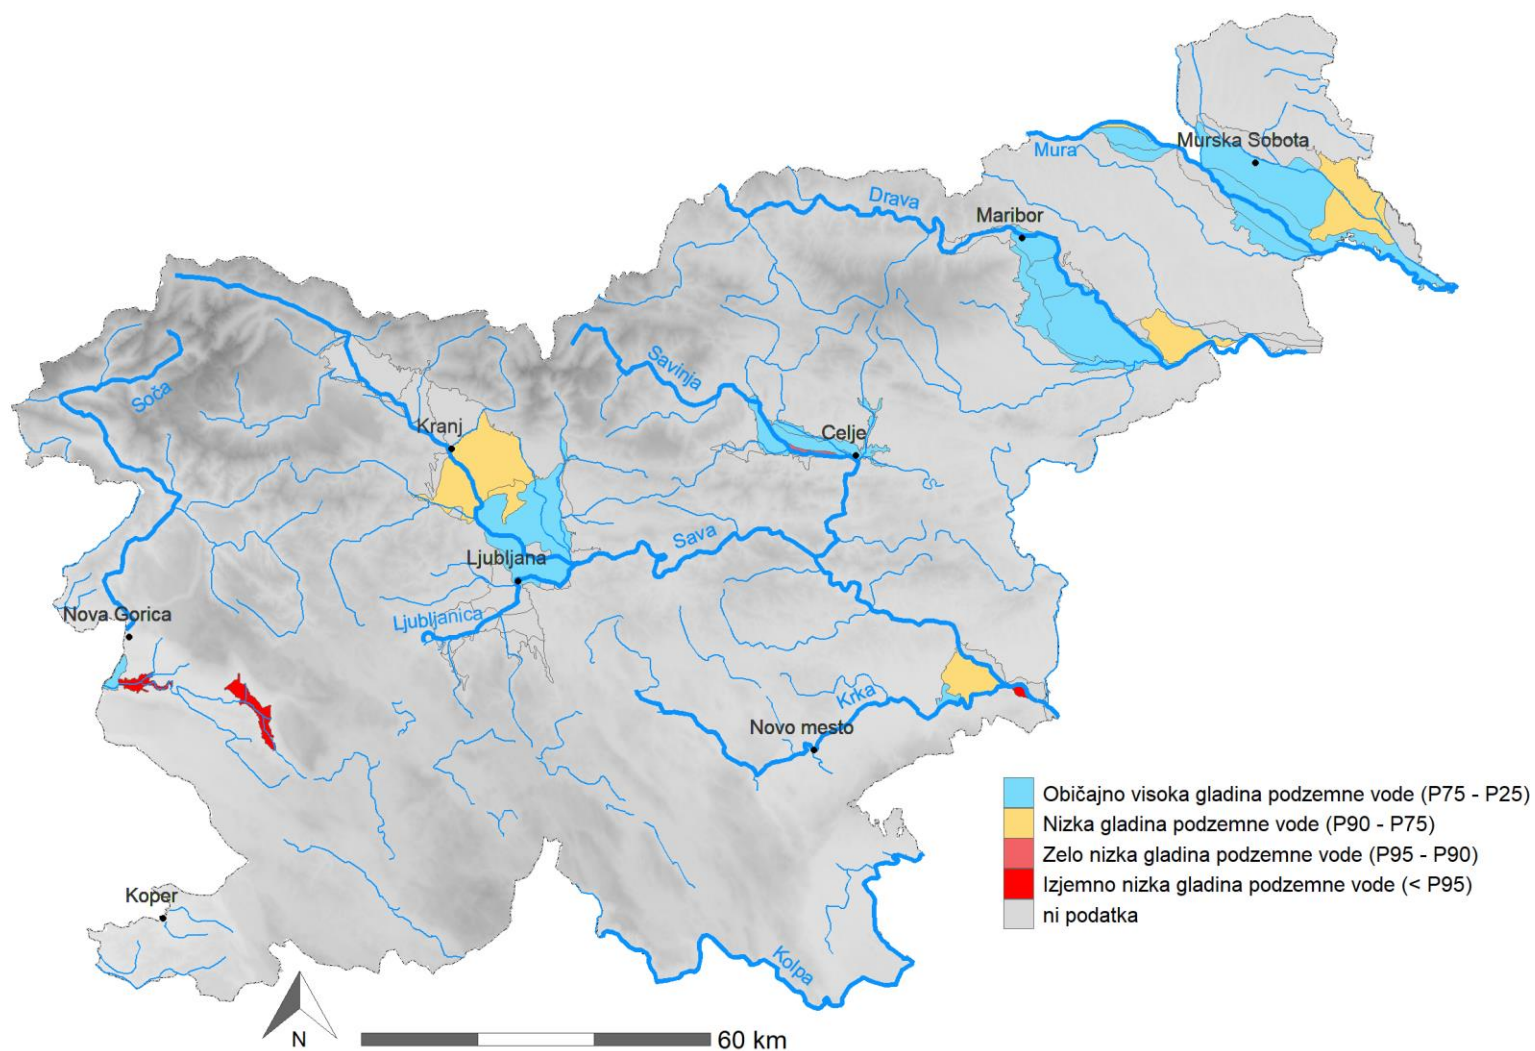 Mura
Murska Sobota
Drava
Maribor
Soča
Savinja
Kranj
Celje
Sava
Ljubljana
Ljubljanica
Nova Gorica
Krka
Novo mesto
Koper
Kolpa
Običajno visoka gladina podzemne vode (P75 - P25)
Nizka gladina podzemne vode (P90 - P75)
Zelo nizka gladina podzemne vode (P95 - P90)
Izjemno nizka gladina podzemne vode (< P95)
ni podatka
N
60 km